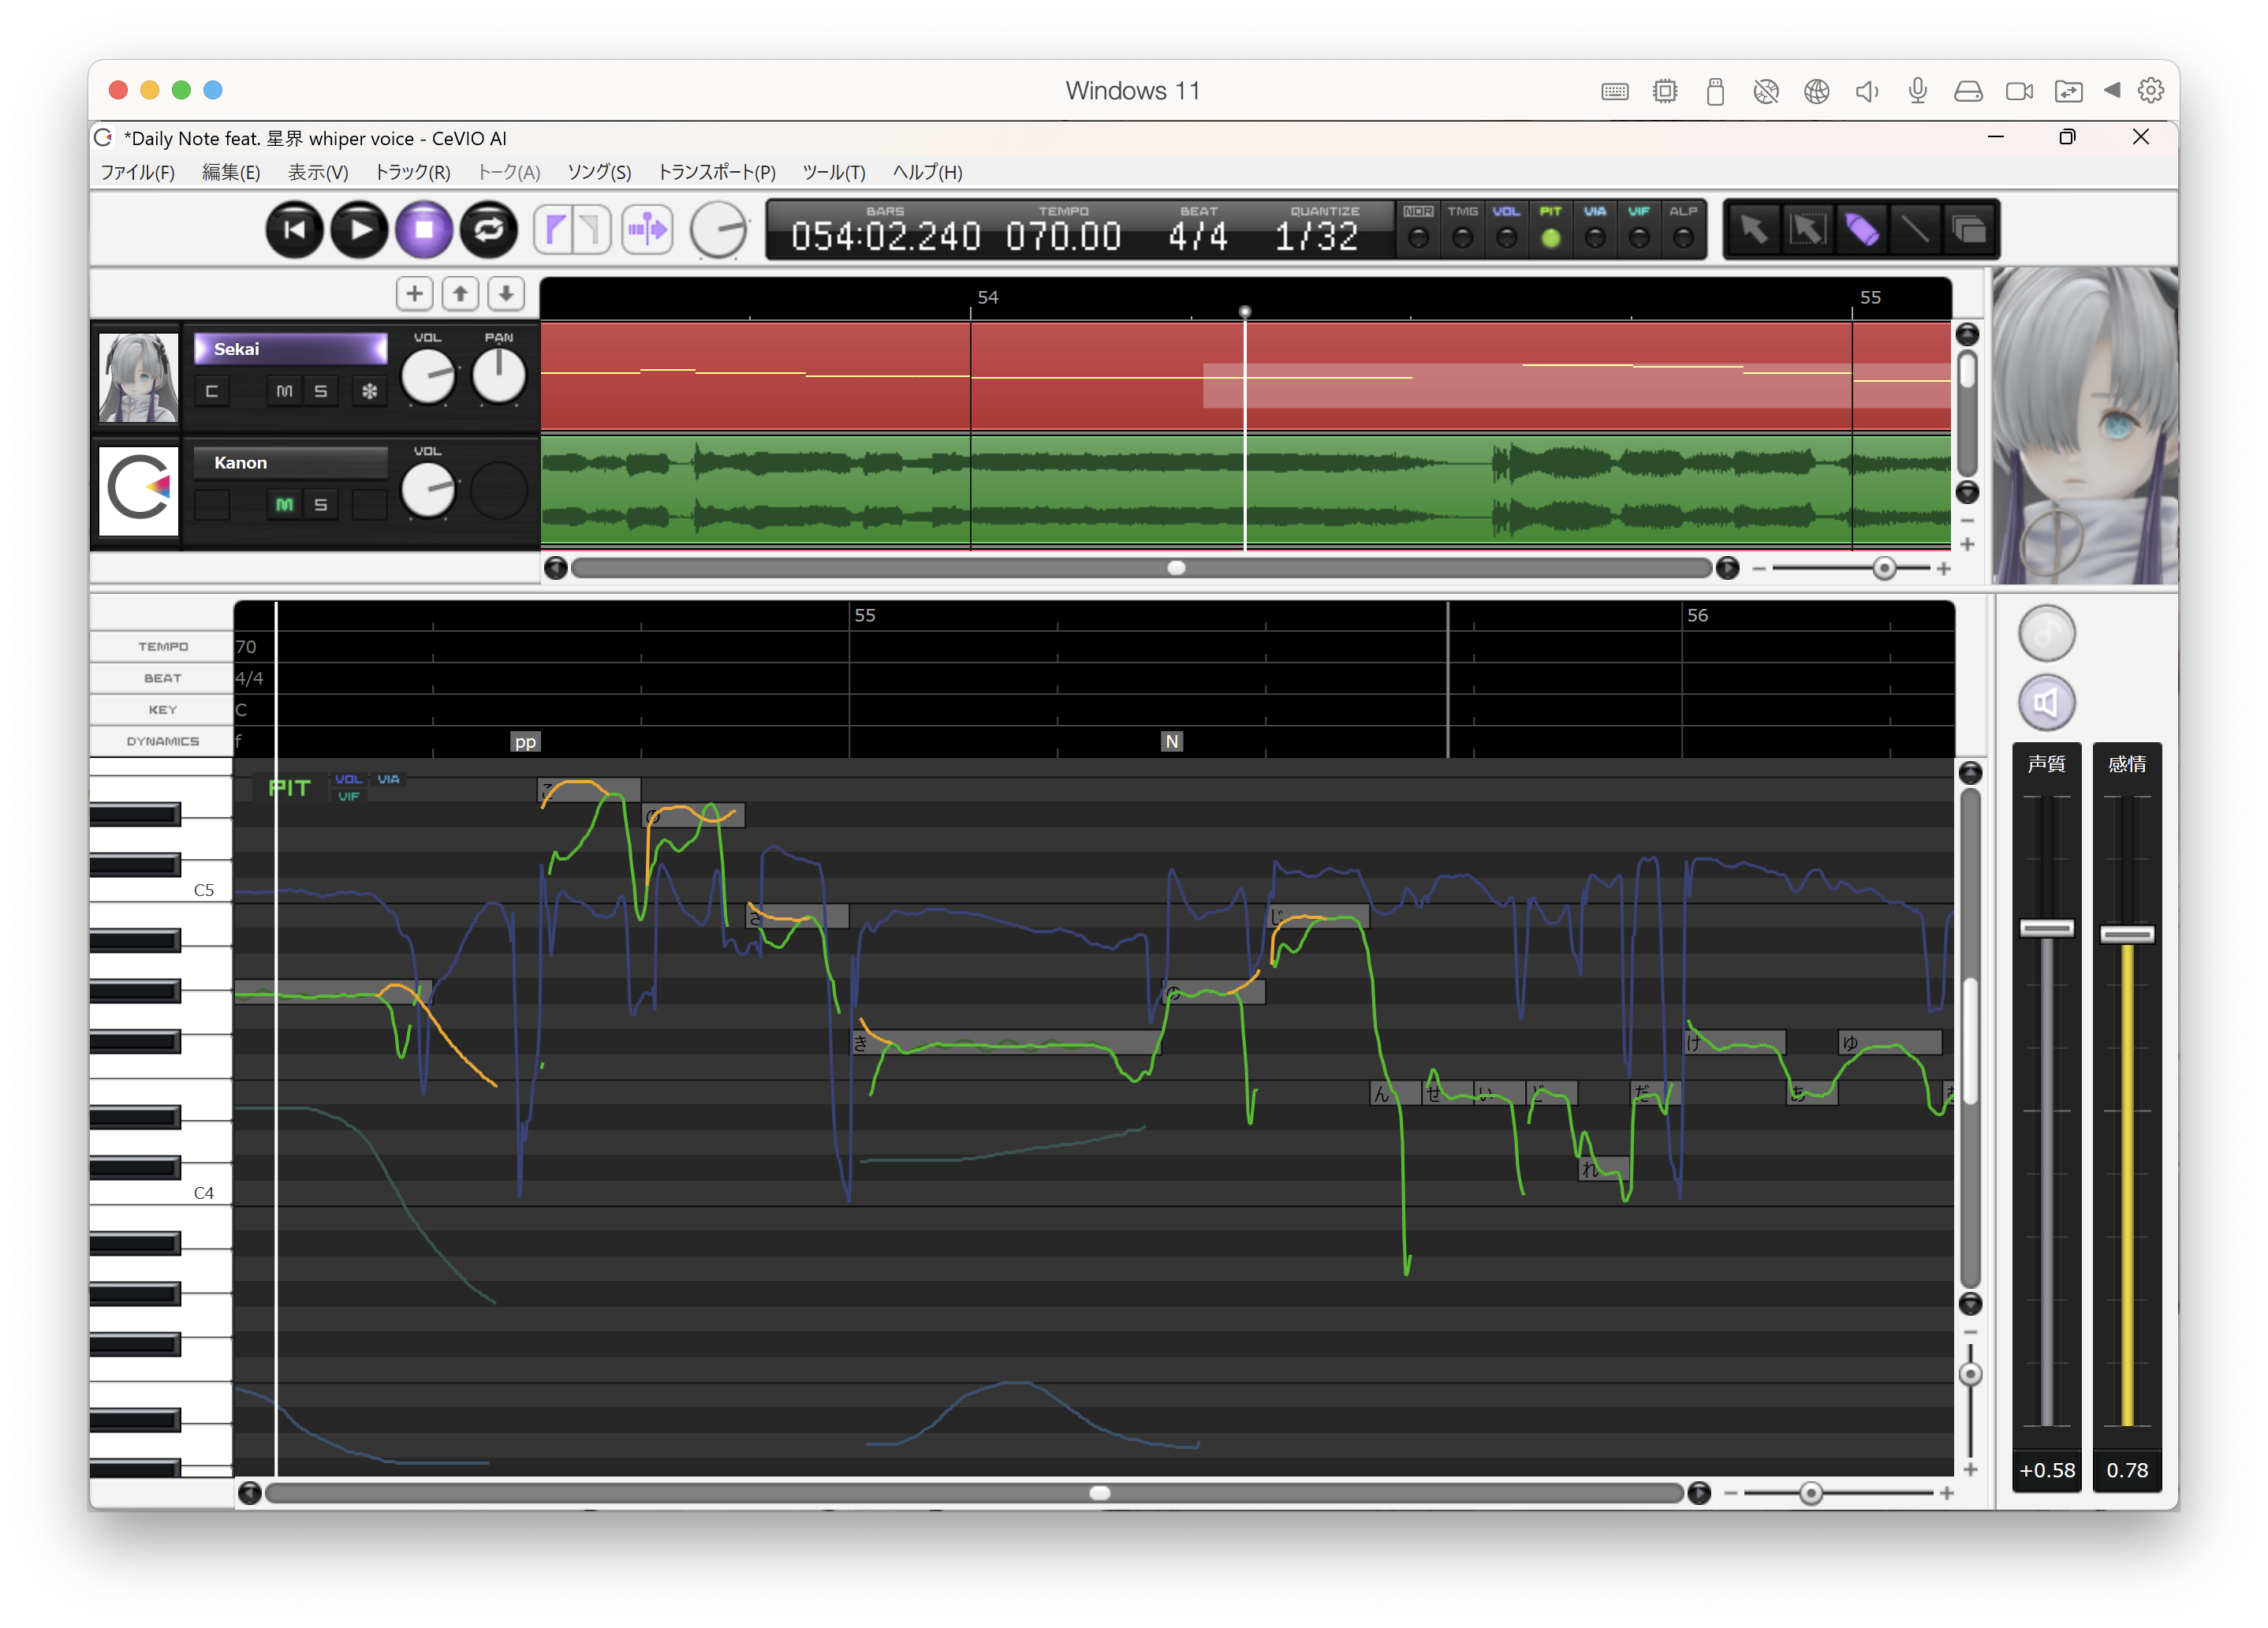 Windows 11
*Daily Note feat. 星界 whiper voice - CeVIO AI
ファイル(F) 編集(E) 表示(V) トラック(R) トーク(A) ソング(S) トランスポート(P) ツール(T) ヘルプ(H)
BARS TEMPO BEAT QUANTIZE NOR TMG VOL PIT VIA VIF ALP
054:02.240 070.00 4/4 1/32
54 55
Sekai VOL PAN
C M S
Kanon VOL
M S
55 56
TEMPO 70
BEAT 4/4
KEY C
DYNAMICS f pp N
PIT VOL VIA
VIF
こ
の
C5
さ
じ
の
き
け ゆ
ん せ い ど だ あ
れ
C4
声質 感情
+0.58 0.78